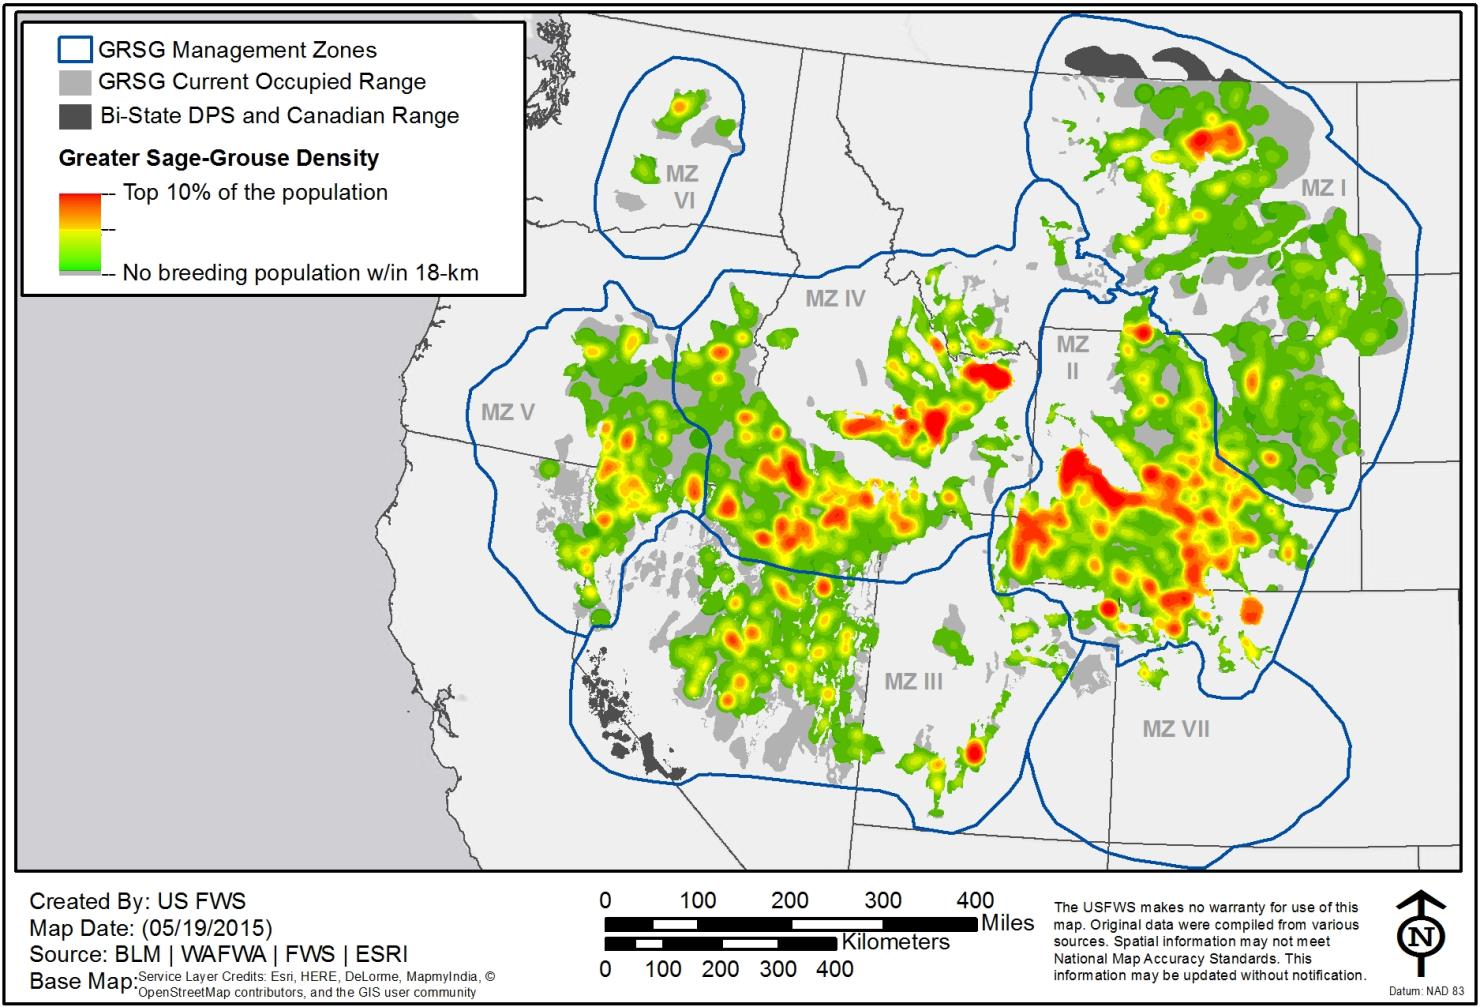 GRSG Management Zones
GRSG Current Occupied Range
Bi-State DPS and Canadian Range
Greater Sage-Grouse Density
Top 10% of the population
No breeding population w/in 18-km
MZ
VI
MZ I
MZ IV
MZ
II
MZ V
MZ III
MZ VII
Created By: US FWS
Map Date: (05/19/2015)
Source: BLM | WAFWA | FWS | ESRI
Base Map: Service Layer Credits: Esri, HERE, DeLorme, MapmyIndia, ©
OpenStreetMap contributors, and the GIS user community
0 100 200 300 400
Miles
Kilometers
0 100 200 300 400
The USFWS makes no warranty for use of this
map. Original data were compiled from various
sources. Spatial information may not meet
National Map Accuracy Standards. This
information may be updated without notification.
N
Datum: NAD 83